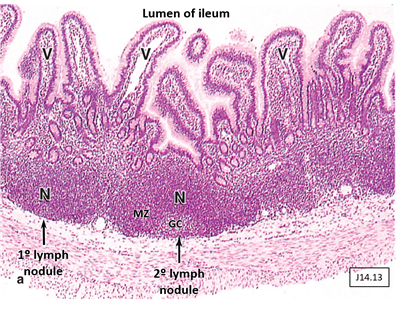 Lumen of ileum
V
V
V
N
N
MZ
GC
1º lymph
nodule
2º lymph
nodule
a
J14.13